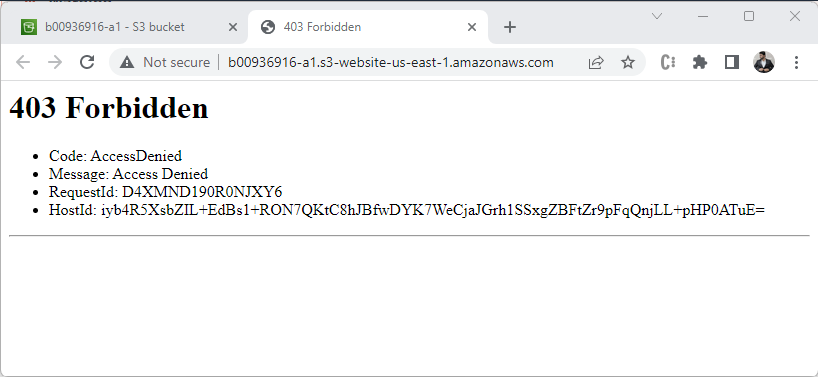 b00936916-a1 - S3 bucket
403 Forbidden
Not secure
b00936916-a1.s3-website-us-east-1.amazonaws.com
403 Forbidden
Code: AccessDenied
Message: Access Denied
RequestId: D4XMND190R0NJXY6
HostId: iyb4R5XsbZIL+EdBs1+RON7QKtC8hJBfwDYK7WeCjaJGrh1SSxgZBFtZr9pFqQnjLL+pHP0ATuE=